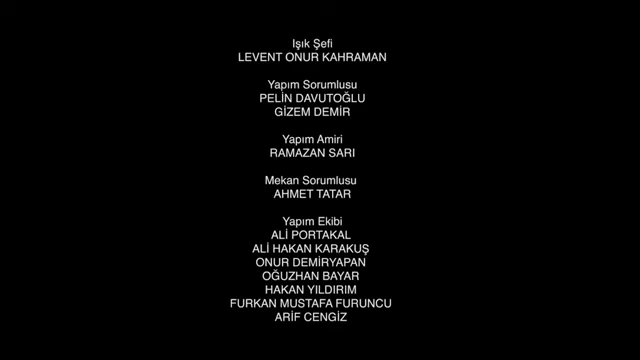 Işık Şefi
LEVENT ONUR KAHRAMAN
Yapım Sorumlusu
PELİN DAVUTOĞLU
GİZEM DEMİR
Yapım Amiri
RAMAZAN SARI
Mekan Sorumlusu
AHMET TATAR
Yapım Ekibi
ALİ PORTAKAL
ALİ HAKAN KARAKUŞ
ONUR DEMİRYAPAN
OĞUZHAN BAYAR
HAKAN YILDIRIM
FURKAN MUSTAFA FURUNCU
ARİF CENGİZ